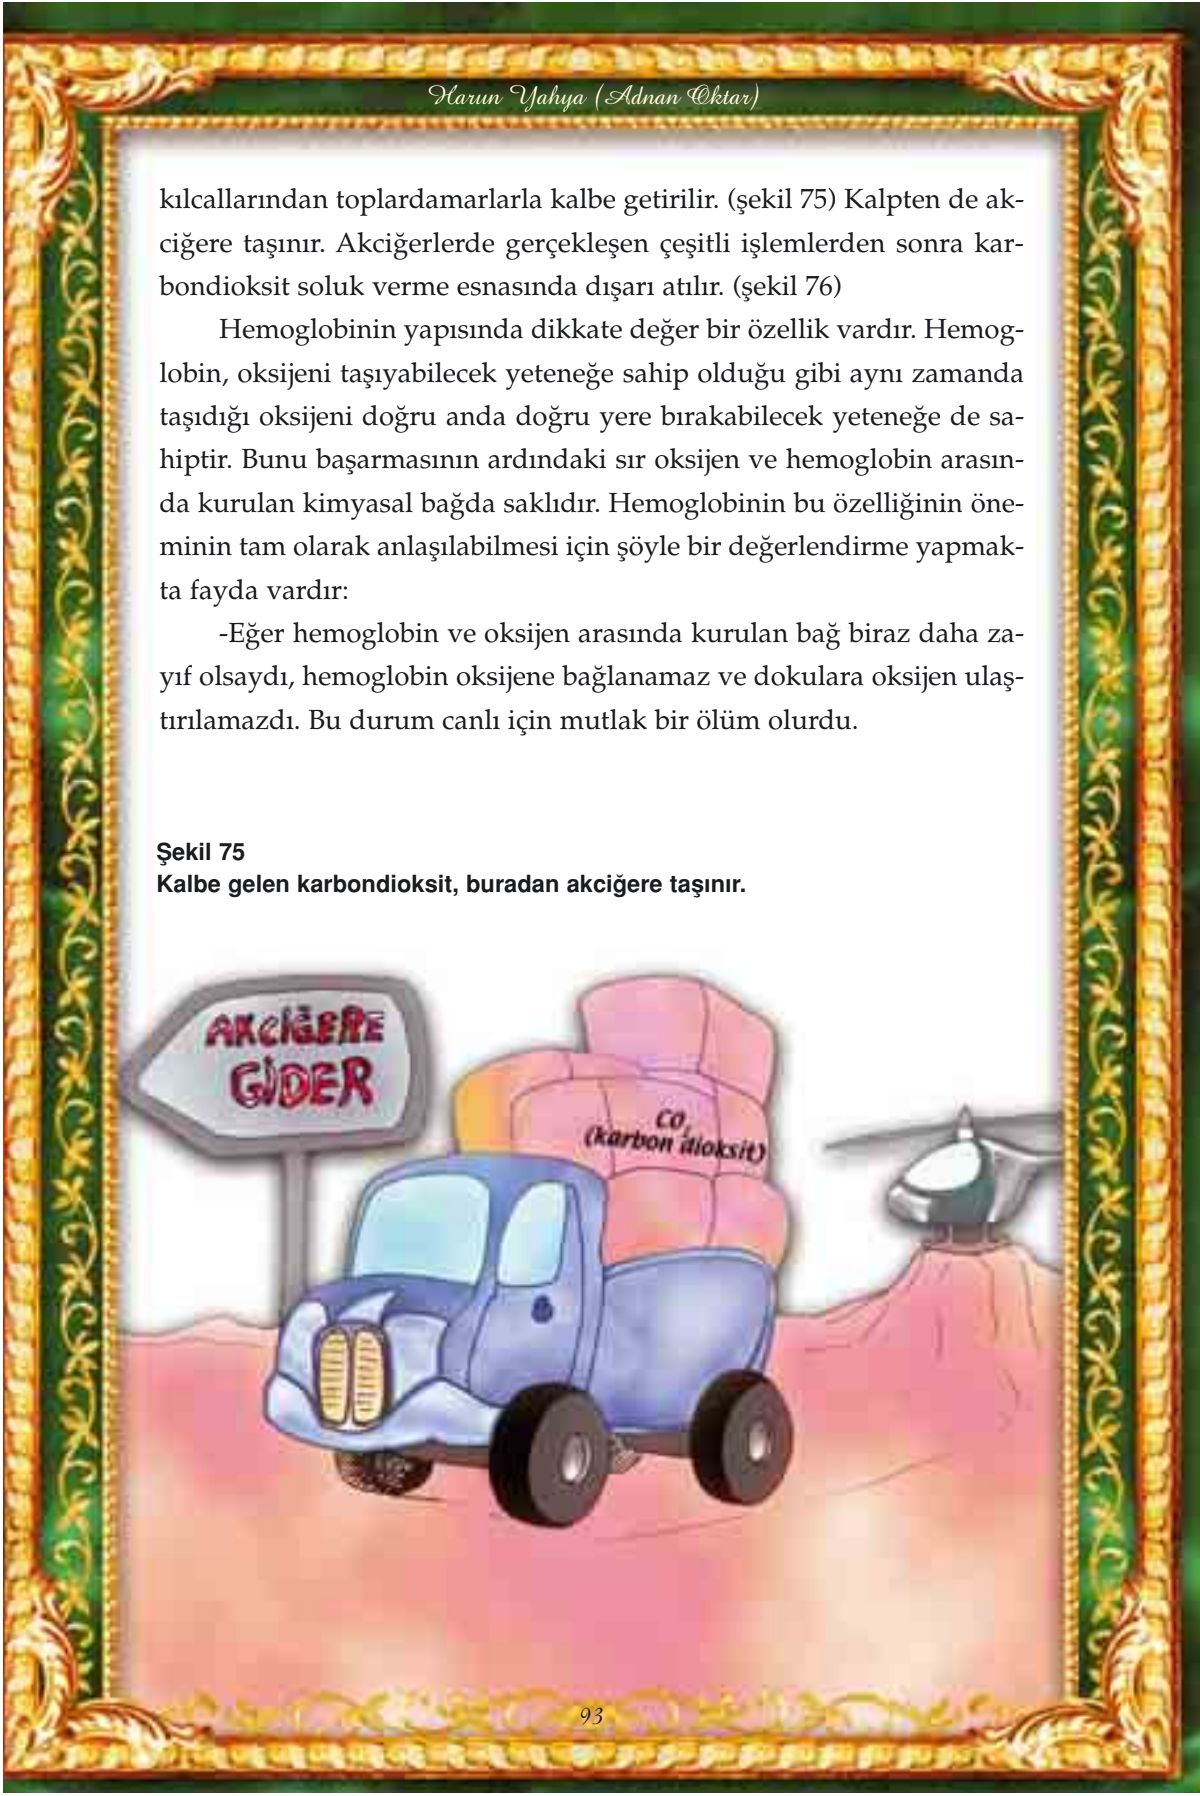 Harun Yahya (Adnan Oktar)
kılcallarından toplardamarlarla kalbe getirilir. (şekil 75) Kalpten de ak-
ciğere taşınır. Akciğerlerde gerçekleşen çeşitli işlemlerden sonra kar-
bondioksit soluk verme esnasında dışarı atılır. (şekil 76)
Hemoglobinin yapısında dikkate değer bir özellik vardır. Hemog-
lobin, oksijeni taşıyabilecek yeteneğe sahip olduğu gibi aynı zamanda
taşıdığı oksijeni doğru anda doğru yere bırakabilecek yeteneğe de sa-
hiptir. Bunu başarmasının ardındaki sır oksijen ve hemoglobin arasın-
da kurulan kimyasal bağda saklıdır. Hemoglobinin bu özelliğinin öne-
minin tam olarak anlaşılabilmesi için şöyle bir değerlendirme yapmak-
ta fayda vardır:
-Eğer hemoglobin ve oksijen arasında kurulan bağ biraz daha za-
yıf olsaydı, hemoglobin oksijene bağlanamaz ve dokulara oksijen ulaş-
tırılamazdı. Bu durum canlı için mutlak bir ölüm olurdu.
Şekil 75
Kalbe gelen karbondioksit, buradan akciğere taşınır.
AKCİĞERE
GİDER
CO2
(karbon dioksit)
93